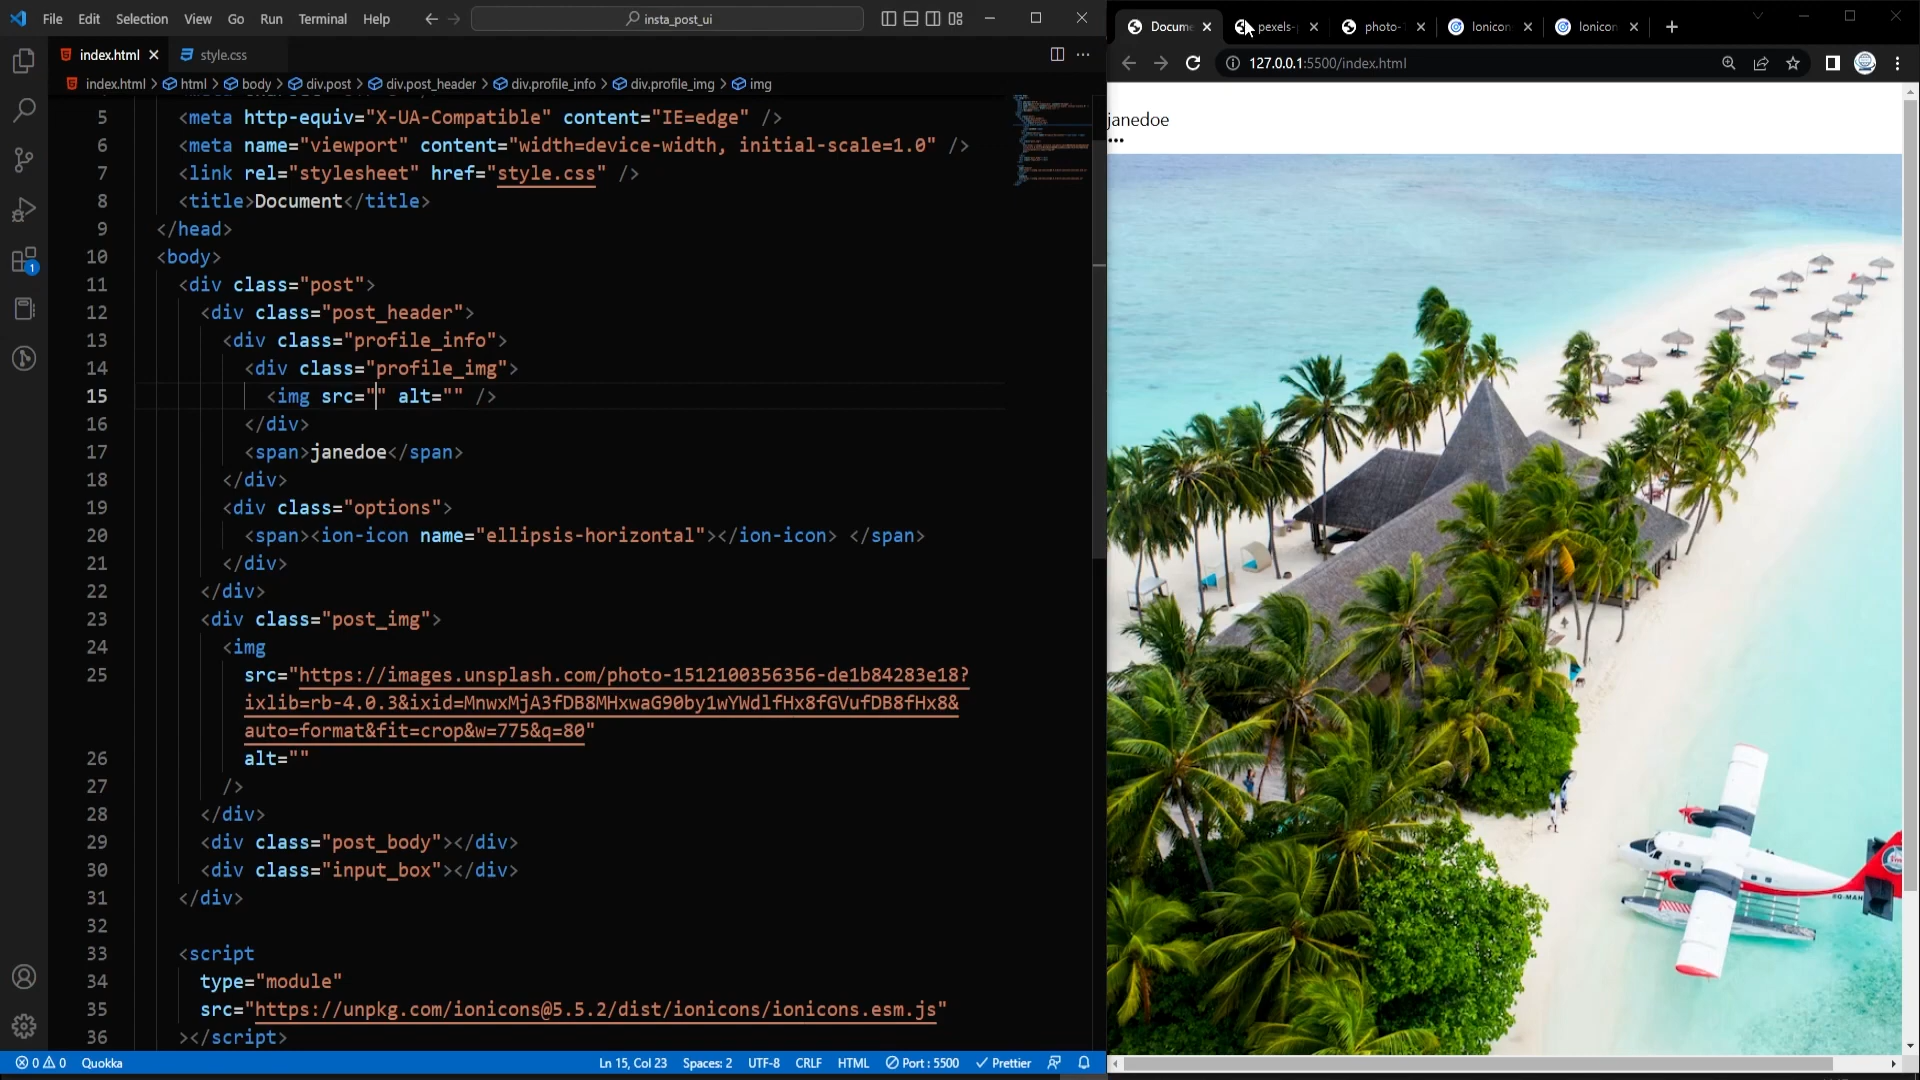 File Edit Selection View Go Run Terminal Help
insta_post_ui
index.html
style.css
index.html > html > body > div.post > div.post_header > div.profile_info > div.profile_img > img
5 <meta http-equiv="X-UA-Compatible" content="IE=edge" />
6 <meta name="viewport" content="width=device-width, initial-scale=1.0" />
7 <link rel="stylesheet" href="style.css" />
8 <title>Document</title>
9 </head>
10 <body>
11 <div class="post">
12 <div class="post_header">
13 <div class="profile_info">
14 <div class="profile_img">
15 <img src="" alt="" />
16 </div>
17 <span>janedoe</span>
18 </div>
19 <div class="options">
20 <span><ion-icon name="ellipsis-horizontal"></ion-icon> </span>
21 </div>
22 </div>
23 <div class="post_img">
24 <img
25 src="https://images.unsplash.com/photo-1512100356356-de1b84283e18?
ixlib=rb-4.0.3&ixid=MnwxMjA3fDB8MHxwaG90by1wYWdlfHx8fGVufDB8fHx8&
auto=format&fit=crop&w=775&q=80"
26 alt=""
27 />
28 </div>
29 <div class="post_body"></div>
30 <div class="input_box"></div>
31 </div>
32
33 <script
34 type="module"
35 src="https://unpkg.com/ionicons@5.5.2/dist/ionicons/ionicons.esm.js"
36 ></script>
1
0 0 Quokka
Ln 15, Col 23 Spaces: 2 UTF-8 CRLF HTML Port : 5500 Prettier
Docume pexels- photo- Ionicon Ionicon
127.0.0.1:5500/index.html
janedoe
•••